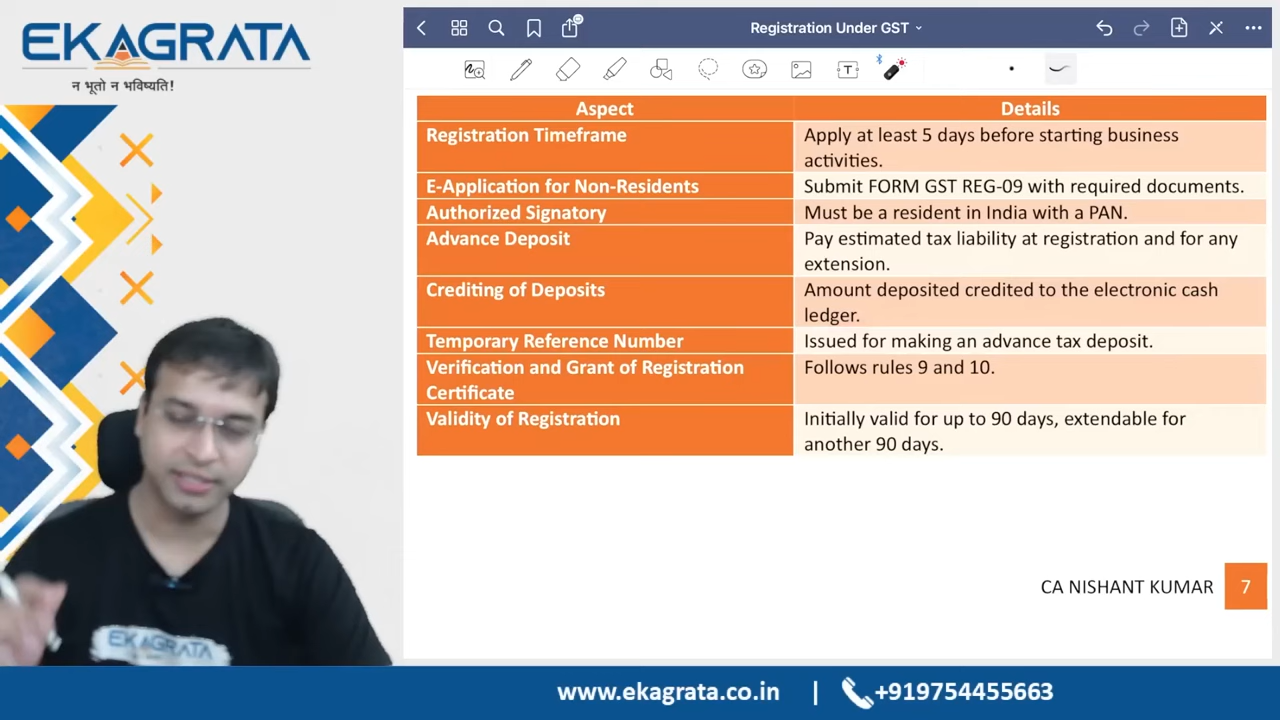 EKAGRATA
न भूतो न भविष्यति!
Registration Under GST
T
Aspect
Details
Registration Timeframe
Apply at least 5 days before starting business
activities.
E-Application for Non-Residents
Submit FORM GST REG-09 with required documents.
Authorized Signatory
Must be a resident in India with a PAN.
Advance Deposit
Pay estimated tax liability at registration and for any
extension.
Crediting of Deposits
Amount deposited credited to the electronic cash
ledger.
Temporary Reference Number
Issued for making an advance tax deposit.
Verification and Grant of Registration
Certificate
Follows rules 9 and 10.
Validity of Registration
Initially valid for up to 90 days, extendable for
another 90 days.
CA NISHANT KUMAR 7
EKAGRATA
www.ekagrata.co.in | +919754455663